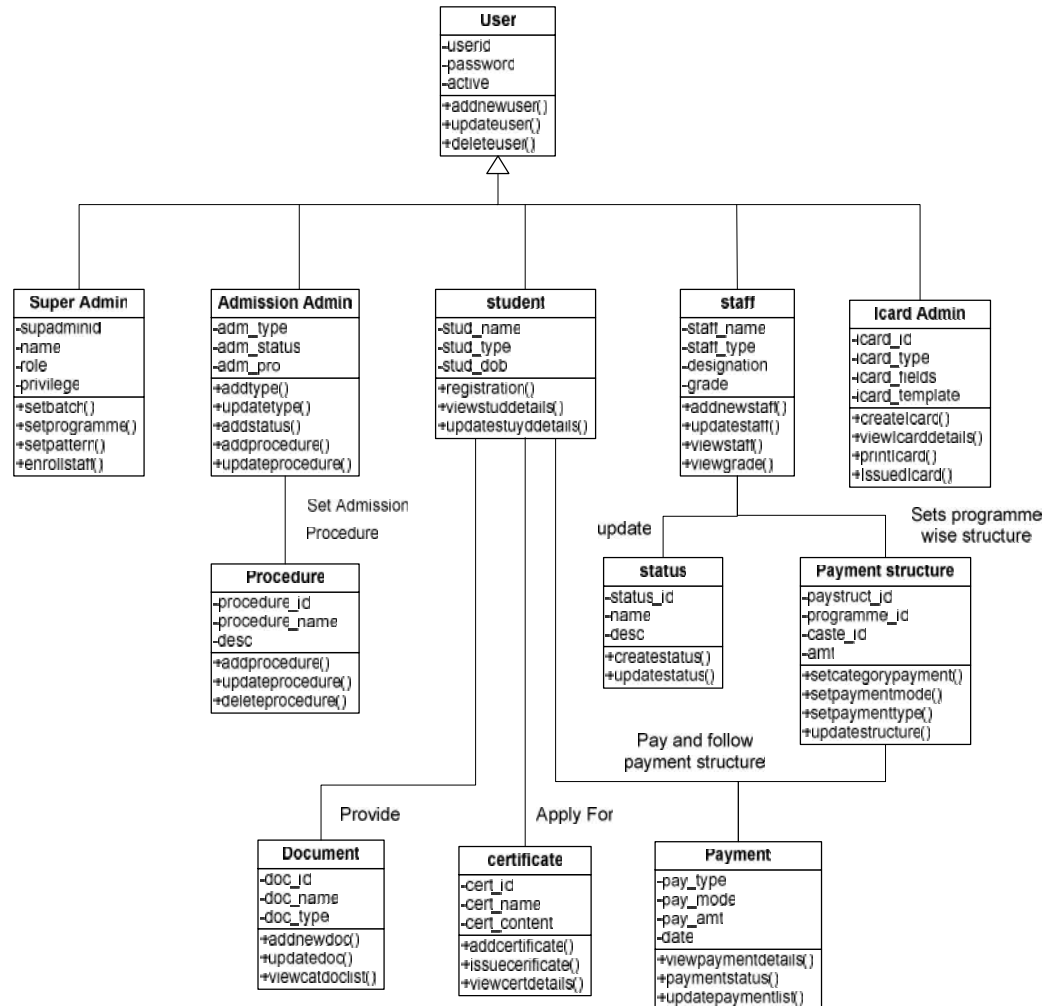 User
-userid
-password
-active
+addnewuser()
+updateuser()
+deleteuser()
Super Admin
-supadminid
-name
-role
-privilege
+setbatch()
+setprogramme()
+setpattern()
+enrollstaff()
Admission Admin
-adm_type
-adm_status
-adm_pro
+addtype()
+updatetype()
+addstatus()
+addprocedure()
+updateprocedure()
student
-stud_name
-stud_type
-stud_dob
+registration()
+viewstuddetails()
+updatestuyddetails()
staff
-staff_name
-staff_type
-designation
-grade
+addnewstaff()
+updatestaff()
+viewstaff()
+viewgrade()
Icard Admin
-icard_id
-icard_type
-icard_fields
-icard_template
+createIcard()
+viewIcarddetails()
+printIcard()
+IssuedIcard()
Set Admission
Procedure
update
Sets programme
wise structure
Procedure
-procedure_id
-procedure_name
-desc
+addprocedure()
+updateprocedure()
+deleteprocedure()
status
-status_id
-name
-desc
+createstatus()
+updatestatus()
Payment structure
-paystruct_id
-programme_id
-caste_id
-amt
+setcategorypayment()
+setpaymentmode()
+setpaymenttype()
+updatestructure()
Pay and follow
payment structure
Provide
Apply For
Document
-doc_id
-doc_name
-doc_type
+addnewdoc()
+updatedoc()
+viewcatdoclist()
certificate
-cert_id
-cert_name
-cert_content
+addcertificate()
+issuecerificate()
+viewcertdetails()
Payment
-pay_type
-pay_mode
-pay_amt
-date
+viewpaymentdetails()
+paymentstatus()
+updatepaymentlist()